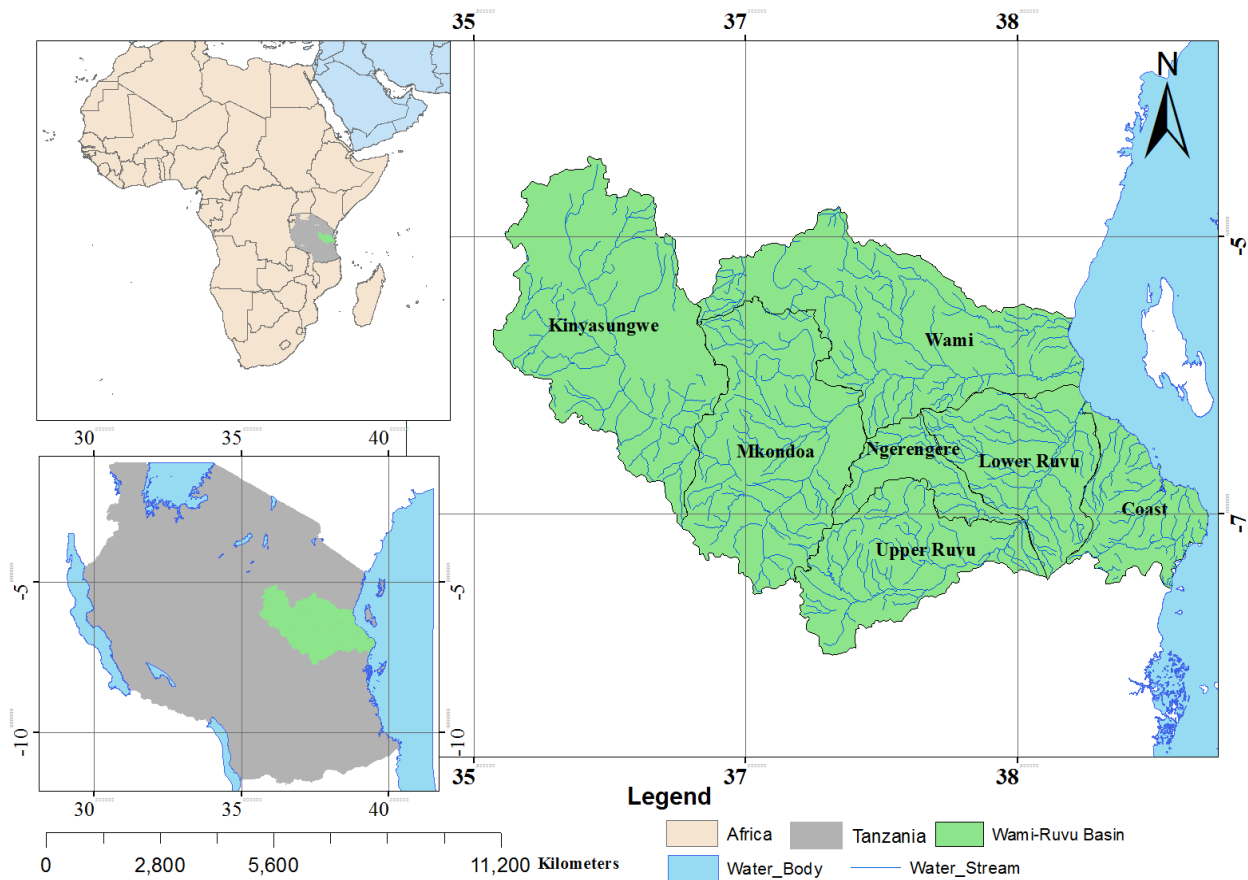 35 37 38
N
30 35 40
-5
Kinyasungwe
Wami
Mkondoa Ngerengere Lower Ruvu
Coast
-7
Upper Ruvu
-5 -5
-10 -10
30 35 40
35 37 38
Legend
Africa Tanzania Wami-Ruvu Basin
0 2,800 5,600 11,200 Kilometers
Water_Body Water_Stream